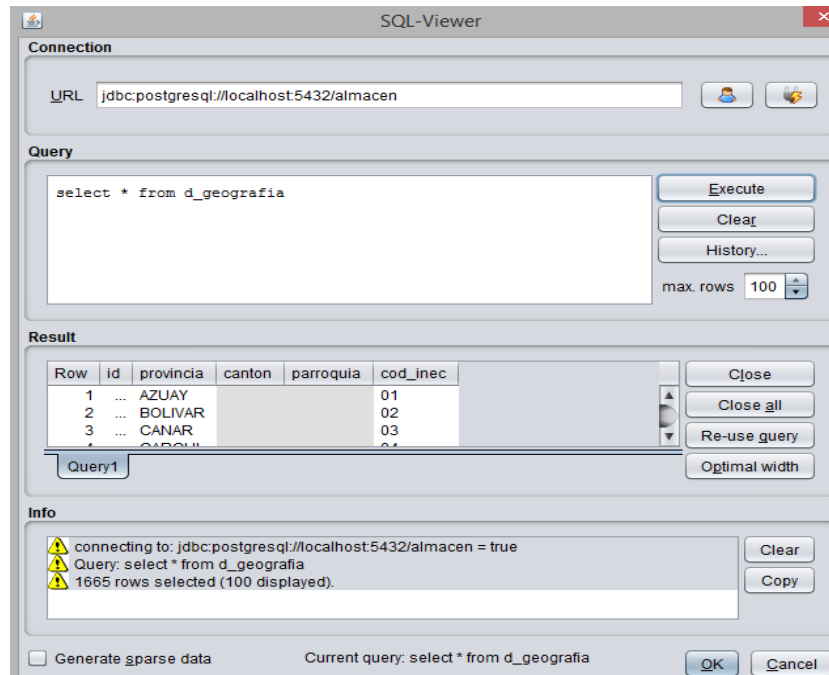 SQL-Viewer
Connection
URL jdbc:postgresql://localhost:5432/almacen
Query
select * from d_geografia
Execute
Clear
History...
max. rows 100
Result
Row id provincia canton parroquia cod_inec
1 ... AZUAY 01
2 ... BOLIVAR 02
3 ... CANAR 03
Close
Close all
Re-use query
Optimal width
Query1
Info
connecting to: jdbc:postgresql://localhost:5432/almacen = true
Query: select * from d_geografia
1665 rows selected (100 displayed).
Clear
Copy
Generate sparse data
Current query: select * from d_geografia
OK
Cancel